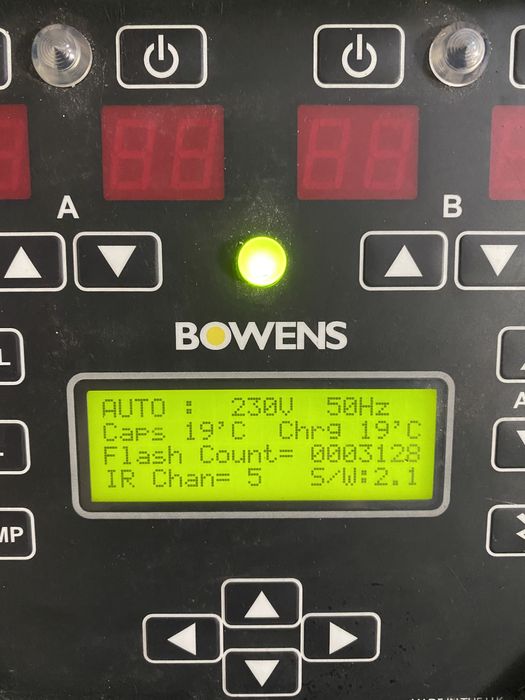 A
B
BOWENS
AUTO : 230V 50Hz
Caps 19'C Chrg 19'C
Flash Count= 0003128
IR Chan= 5 S/W:2.1